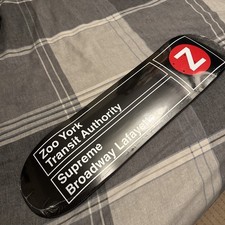 Z
Zoo York
Transit Authority
Supreme
Broadway Lafayette